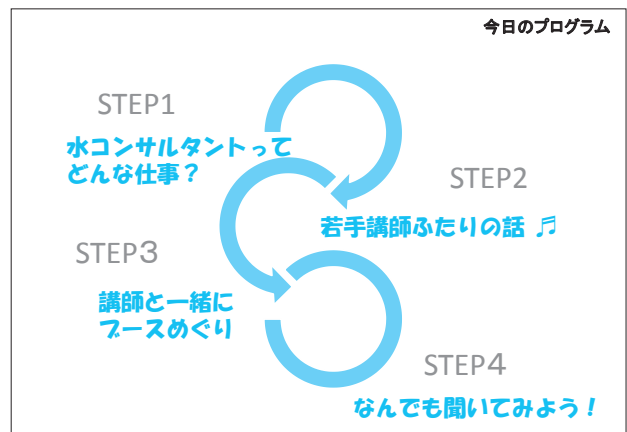 今日のプログラム
STEP1
水コンサルタントって
どんな仕事？
STEP2
若手講師ふたりの話 ♬
STEP３
講師と一緒に
ブースめぐり
STEP４
なんでも聞いてみよう！